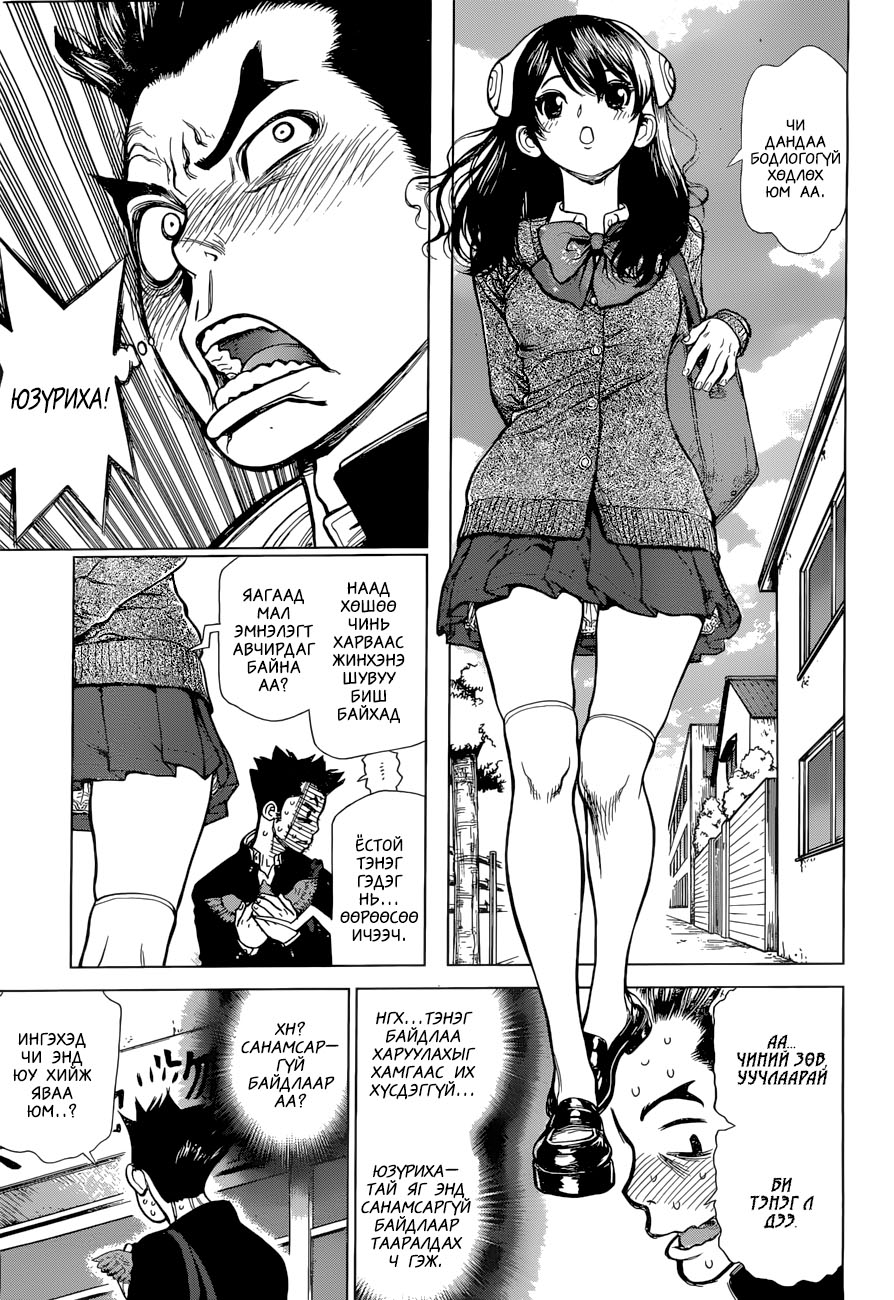 ЧИ
ДАНДАА
БОДЛОГОГҮЙ
ХӨДЛӨХ
ЮМ АА.
ЮЗҮРИХА!
НААД
ХӨШӨӨ
ЧИНЬ
ХАРВААС
ЖИНХЭНЭ
ШУВУУ
БИШ
БАЙХАД
ЯАГААД
МАЛ
ЭМНЭЛЭГТ
АВЧИРДАГ
БАЙНА
АА?
ЁСТОЙ
ТЭНЭГ
ГЭДЭГ
НЬ...
ӨӨРӨӨСӨӨ
ИЧЭЭЧ.
АА...
ЧИНИЙ ЗӨВ,
УУЧЛААРАЙ
БИ
ТЭНЭГ Л
ДЭЭ.
НГХ...ТЭНЭГ
БАЙДЛАА
ХАРУУЛАХЫГ
ХАМГААС ИХ
ХҮСДЭГГҮЙ...
ЮЗҮРИХА-
ТАЙ ЯГ ЭНД
САНАМСАРГҮЙ
БАЙДЛААР
ТААРАЛДАХ
Ч ГЭЖ.
ХН?
САНАМСАР-
ГҮЙ
БАЙДЛААР
АА?
ИНГЭХЭД
ЧИ ЭНД
ЮУ ХИЙЖ
ЯВАА
ЮМ..?